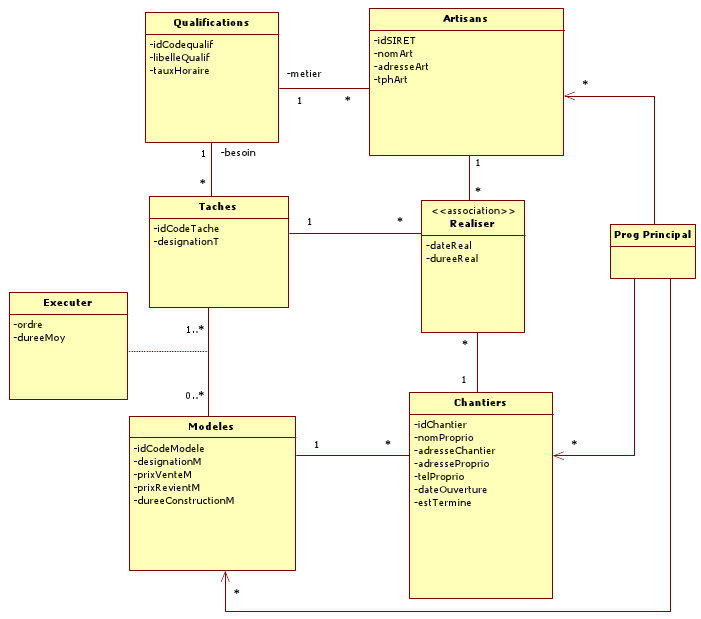 Qualifications
-idCodequalif
-libelleQualif
-tauxHoraire
Artisans
-idSIRET
-nomArt
-adresseArt
-tphArt
-metier
1
*
*
1
-besoin
*
1
*
Taches
-idCodeTache
-designationT
1
*
<<association>>
Realiser
-dateReal
-dureeReal
Prog Principal
Executer
-ordre
-dureeMoy
1..*
0..*
*
1
Modeles
-idCodeModele
-designationM
-prixVenteM
-prixRevientM
-dureeConstructionM
1
*
Chantiers
-idChantier
-nomProprio
-adresseChantier
-adresseProprio
-telProprio
-dateOuverture
-estTermine
*
*